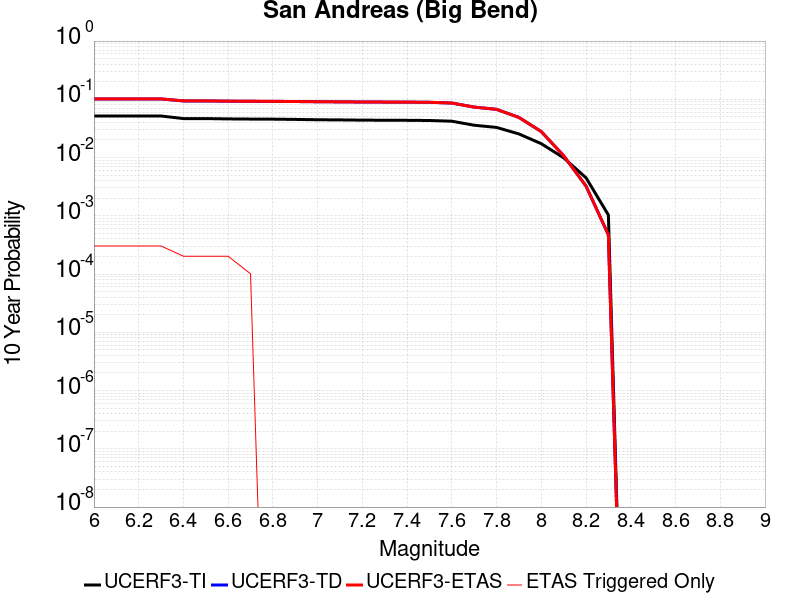 San Andreas (Big Bend)
10^0
10^-1
10^-2
10^-3
10^-4
10^-5
10^-6
10^-7
10^-8
10 Year Probability
6 6.2 6.4 6.6 6.8 7 7.2 7.4 7.6 7.8 8 8.2 8.4 8.6 8.8 9
Magnitude
UCERF3-TI UCERF3-TD UCERF3-ETAS ETAS Triggered Only